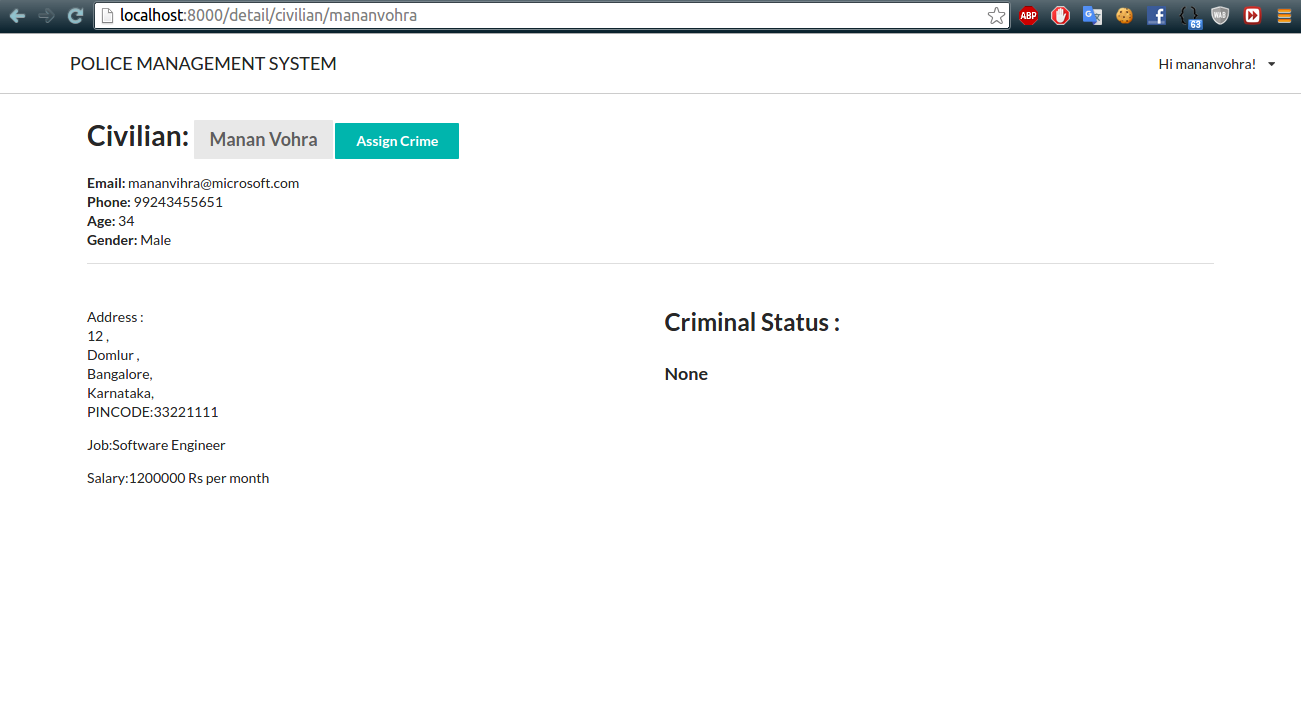 localhost:8000/detail/civilian/mananvohra
ABP
63
WAB
POLICE MANAGEMENT SYSTEM
Hi mananvohra!
Civilian: Manan Vohra Assign Crime
Email: mananvihra@microsoft.com
Phone: 99243455651
Age: 34
Gender: Male
Address :
12 ,
Domlur ,
Bangalore,
Karnataka,
PINCODE:33221111
Job:Software Engineer
Salary:1200000 Rs per month
Criminal Status :
None